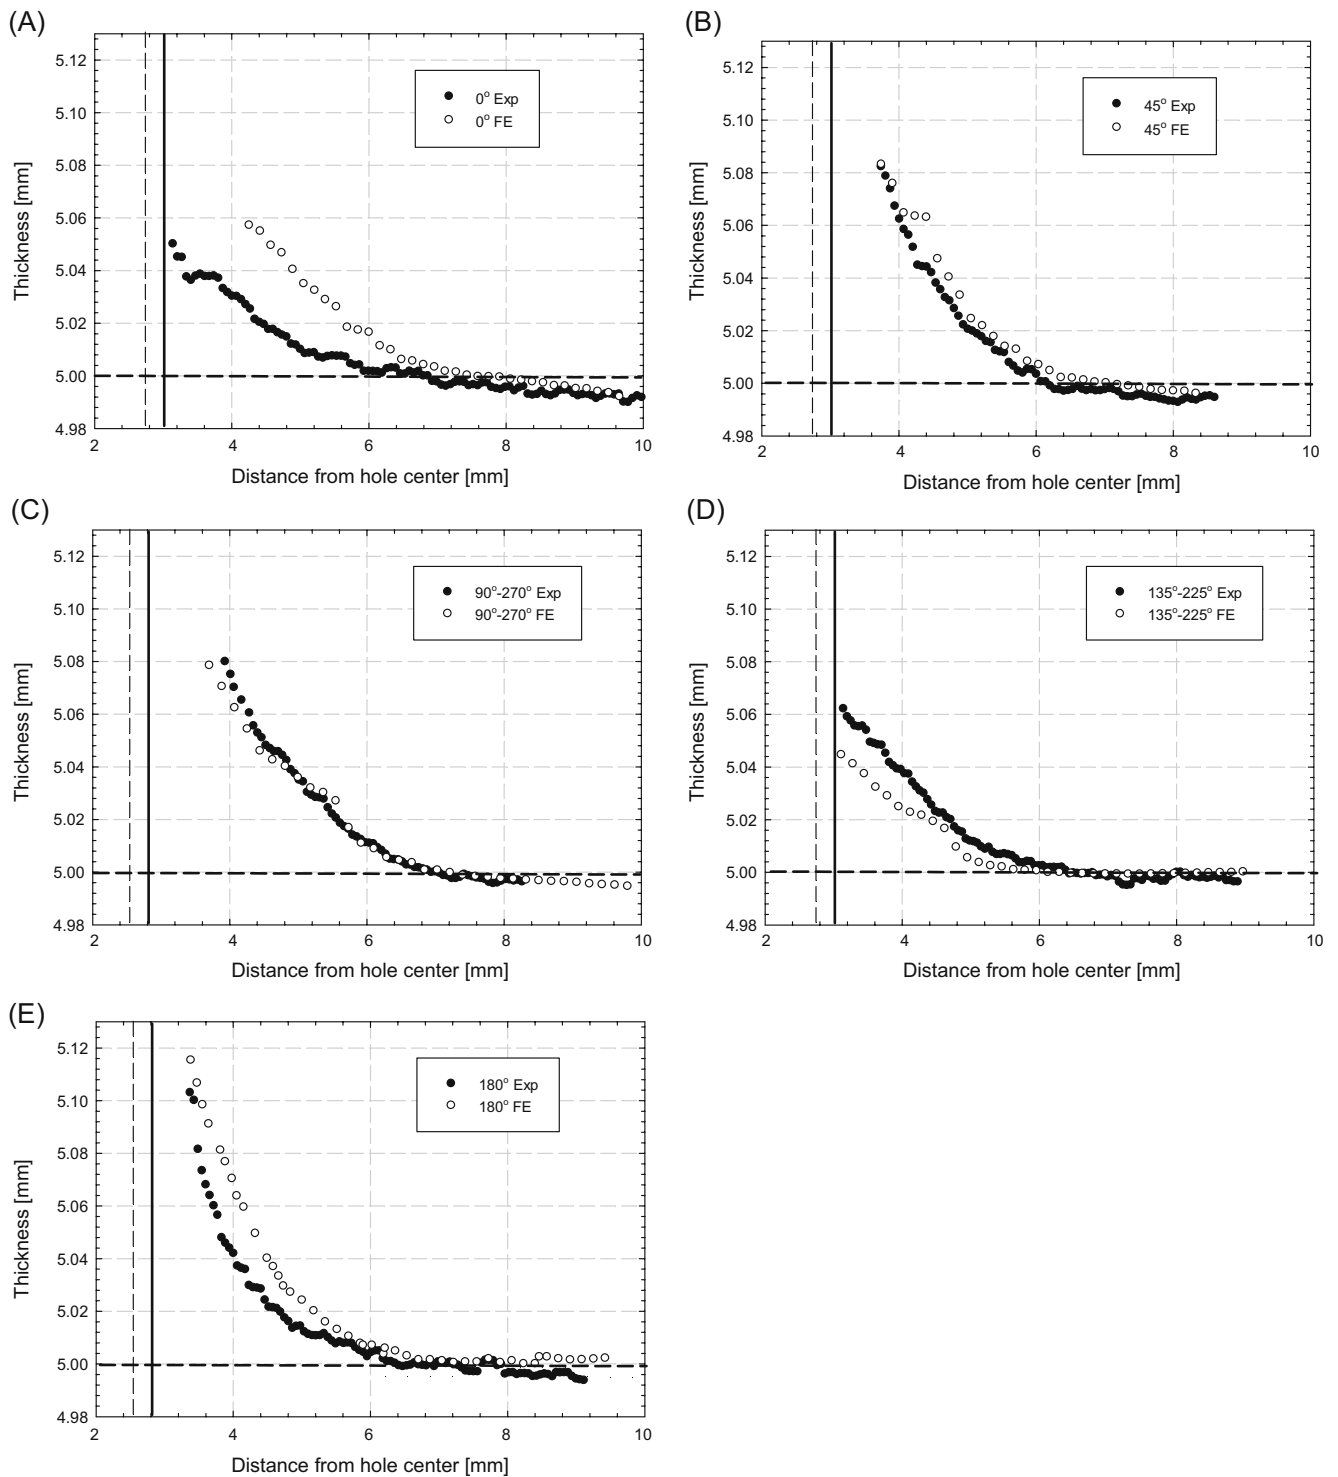 (A)
5.12
5.10
5.08
5.06
5.04
5.02
5.00
4.98
Thickness [mm]
0° Exp
0° FE
2 4 6 8 10
Distance from hole center [mm]
(B)
5.12
5.10
5.08
5.06
5.04
5.02
5.00
4.98
Thickness [mm]
45° Exp
45° FE
2 4 6 8 10
Distance from hole center [mm]
(C)
5.12
5.10
5.08
5.06
5.04
5.02
5.00
4.98
Thickness [mm]
90°-270° Exp
90°-270° FE
2 4 6 8 10
Distance from hole center [mm]
(D)
5.12
5.10
5.08
5.06
5.04
5.02
5.00
4.98
Thickness [mm]
135°-225° Exp
135°-225° FE
2 4 6 8 10
Distance from hole center [mm]
(E)
5.12
5.10
5.08
5.06
5.04
5.02
5.00
4.98
Thickness [mm]
180° Exp
180° FE
2 4 6 8 10
Distance from hole center [mm]